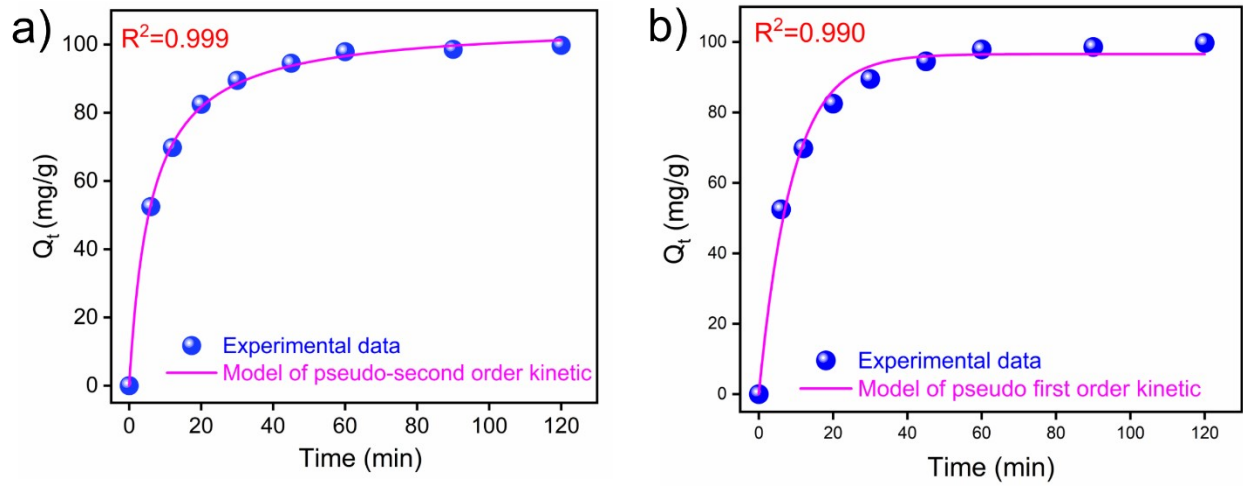 a)
R²=0.999
100
80
60
40
20
0
Qt (mg/g)
Experimental data
Model of pseudo-second order kinetic
0 20 40 60 80 100 120
Time (min)
b)
R²=0.990
100
80
60
40
20
0
Qt (mg/g)
Experimental data
Model of pseudo first order kinetic
0 20 40 60 80 100 120
Time (min)